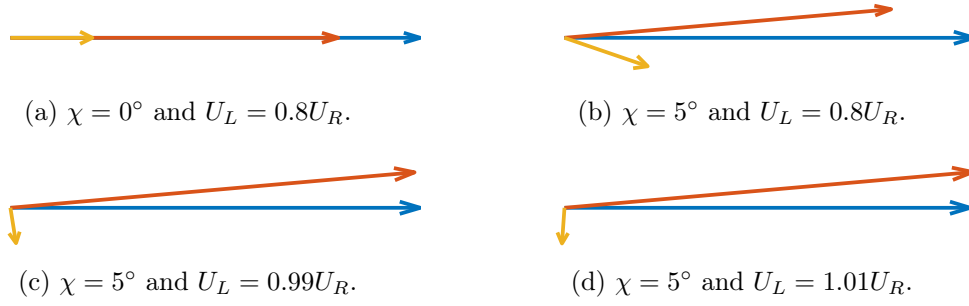 (a) χ = 0° and U_L = 0.8U_R.
(b) χ = 5° and U_L = 0.8U_R.
(c) χ = 5° and U_L = 0.99U_R.
(d) χ = 5° and U_L = 1.01U_R.